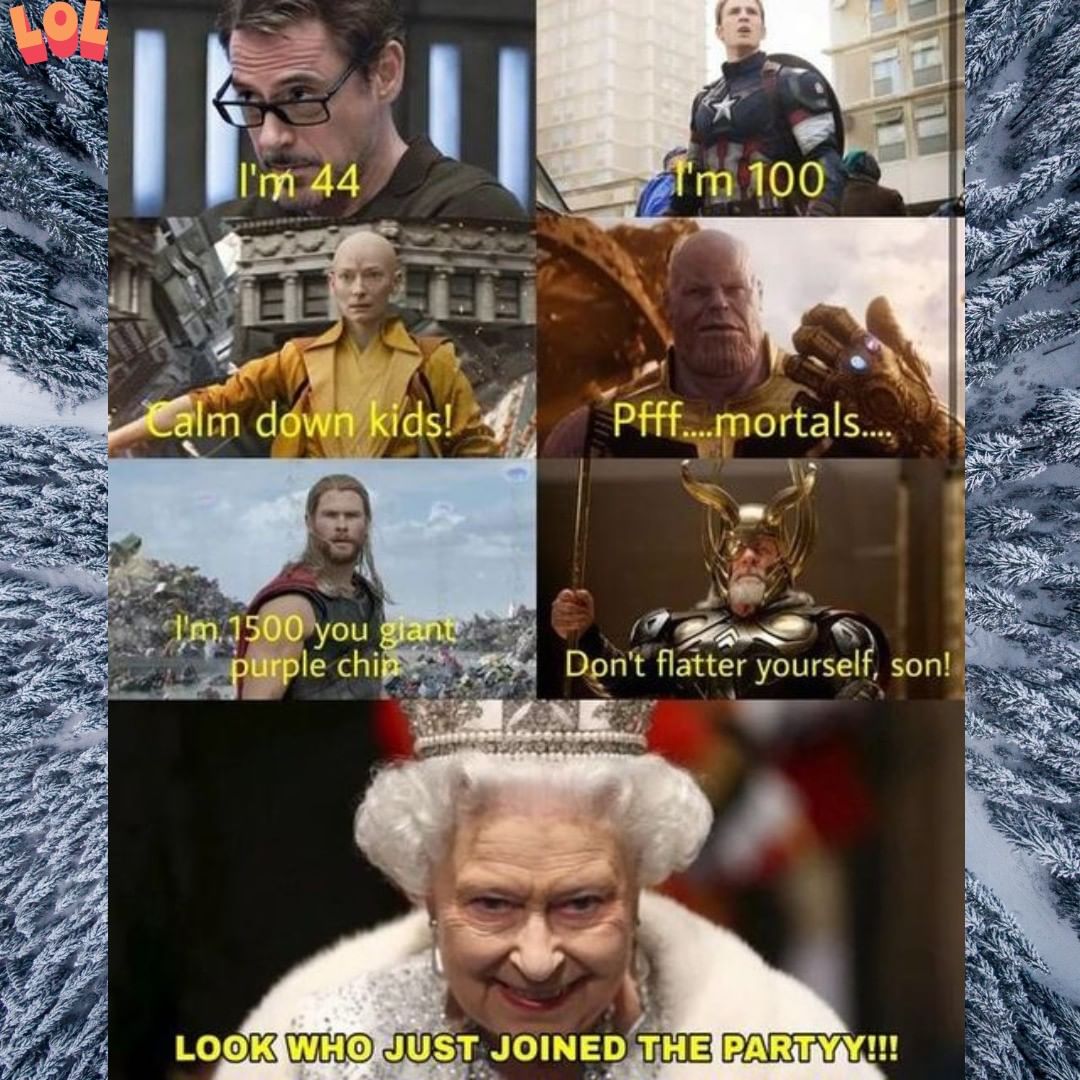 LOL
I'm 44
I'm 100
Calm down kids!
Pfff....mortals....
I'm 1500 you giant
purple chin
Don't flatter yourself, son!
LOOK WHO JUST JOINED THE PARTYY!!!